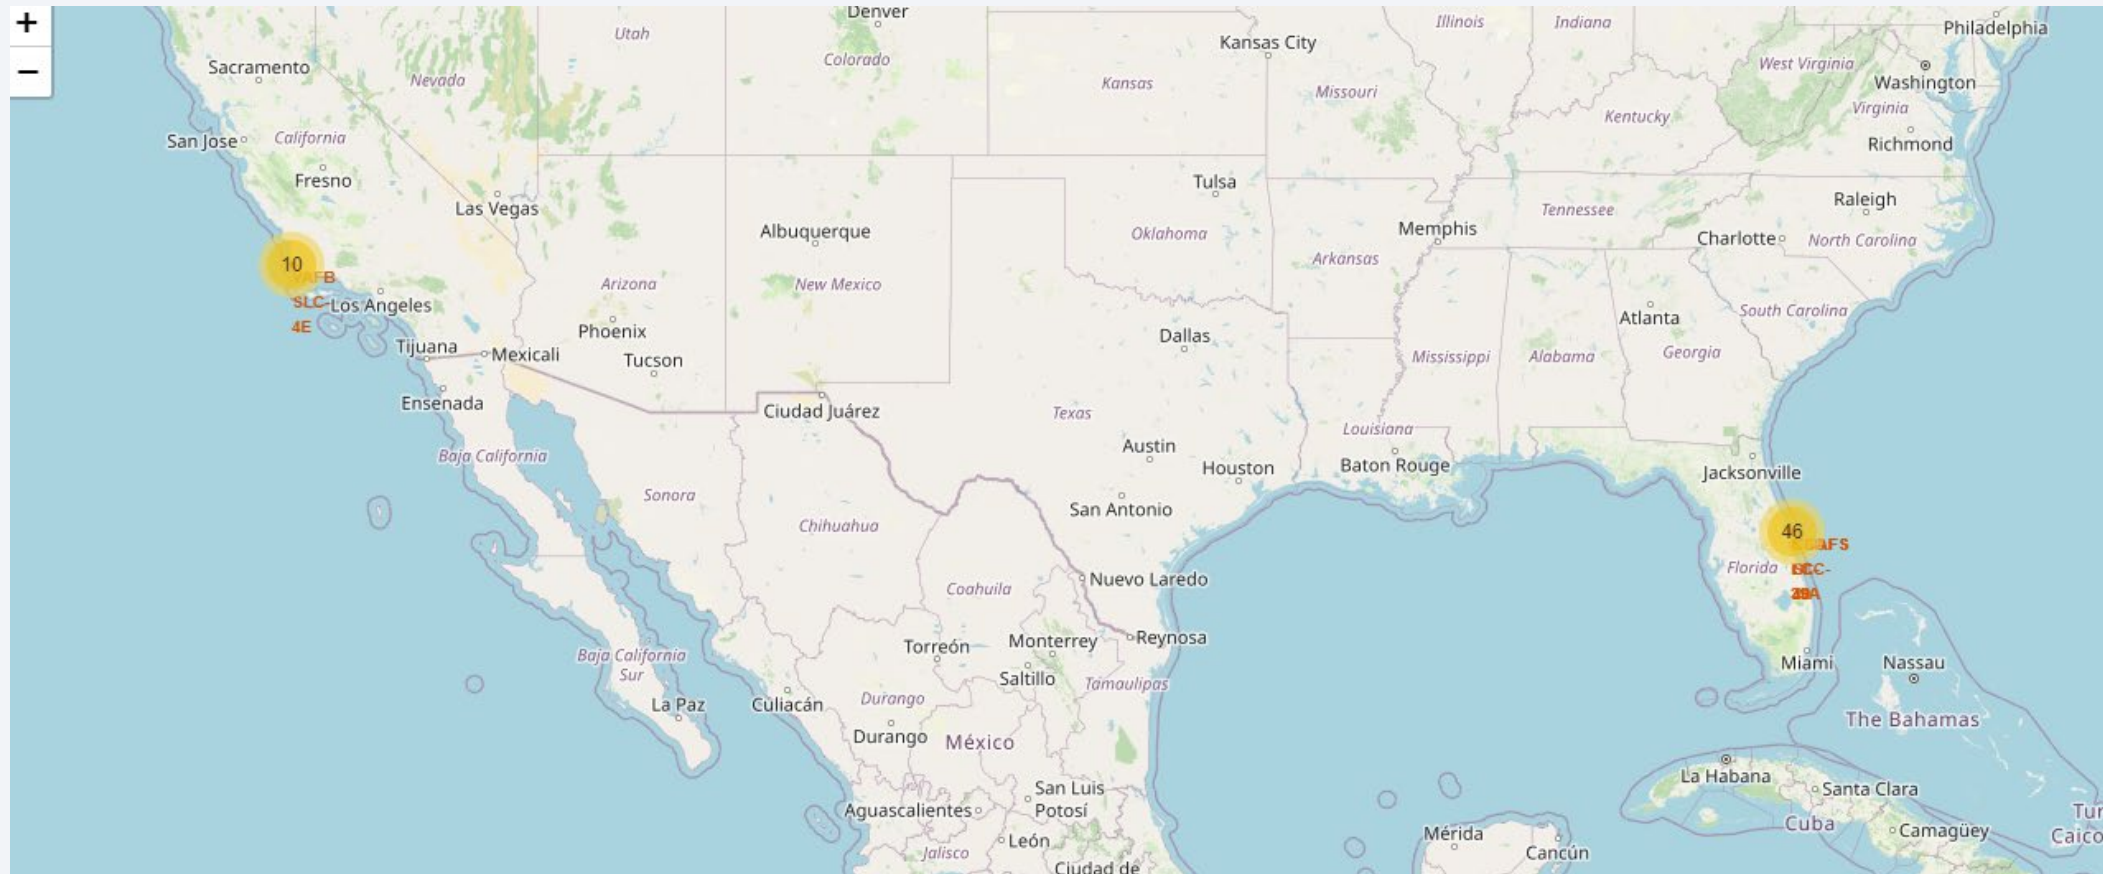 +
−
Denver
Utah
Colorado
Kansas City
Illinois
Indiana
Philadelphia
Sacramento
Nevada
Kansas
Missouri
West Virginia
Washington
Kentucky
Virginia
San Jose
California
Richmond
Fresno
Las Vegas
Tulsa
Tennessee
Raleigh
Albuquerque
Oklahoma
Memphis
Charlotte
North Carolina
10
VAFB
SLC-
4E
Los Angeles
Arizona
New Mexico
Arkansas
South Carolina
Phoenix
Dallas
Atlanta
Tijuana
Mexicali
Tucson
Mississippi
Alabama
Georgia
Ensenada
Ciudad Juárez
Texas
Louisiana
Baja California
Austin
Houston
Baton Rouge
Jacksonville
Sonora
San Antonio
Chihuahua
46
Florida
Coahuila
Nuevo Laredo
Torreón
Monterrey
Reynosa
Baja California
Sur
Saltillo
Tamaulipas
Miami
Nassau
La Paz
Culiacán
Durango
Durango
México
The Bahamas
La Habana
Santa Clara
Aguascalientes
San Luis
Potosí
León
Jalisco
Ciudad de
Mérida
Cancún
Cuba
Camagüey
Tur
Caico